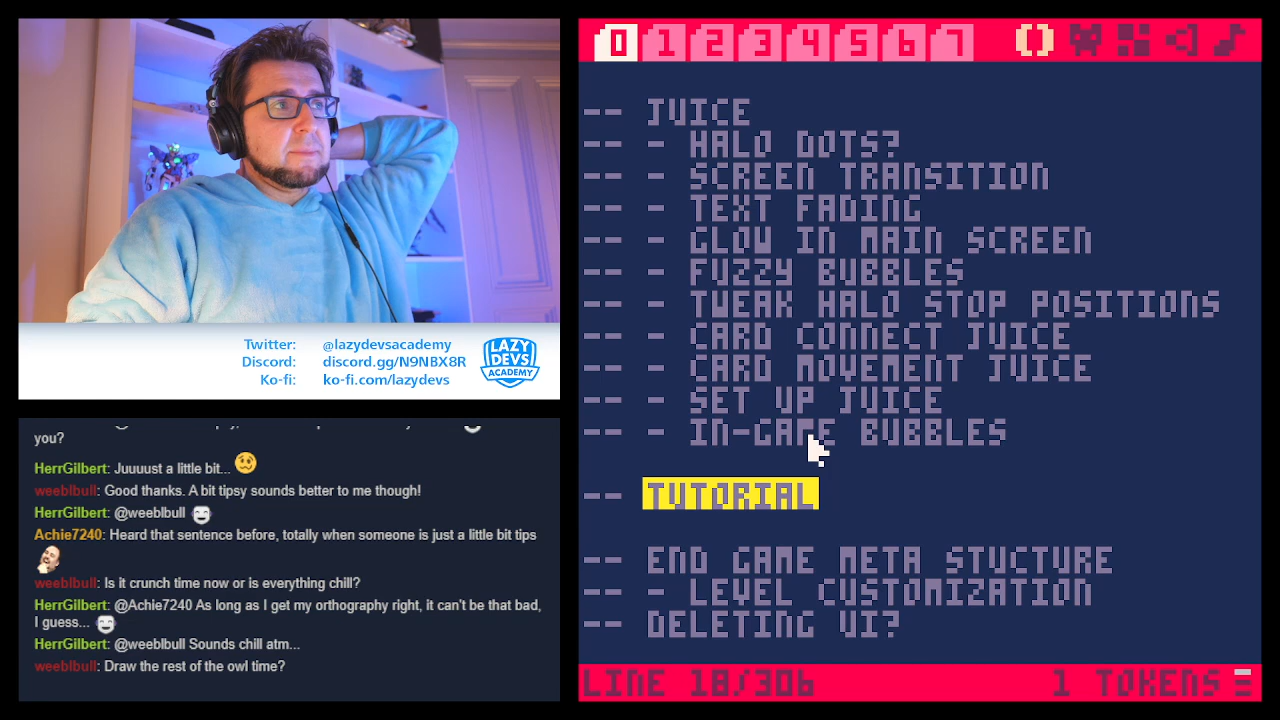 Twitter: @lazydevsacademy
Discord: discord.gg/N9NBX8R
Ko-fi: ko-fi.com/lazydevs
LAZY
DEVS
ACADEMY
you?
HerrGilbert: Juuuust a little bit...
weeblbull: Good thanks. A bit tipsy sounds better to me though!
HerrGilbert: @weeblbull
Achie7240: Heard that sentence before, totally when someone is just a little bit tips
weeblbull: Is it crunch time now or is everything chill?
HerrGilbert: @Achie7240 As long as I get my orthography right, it can't be that bad,
I guess...
HerrGilbert: @weeblbull Sounds chill atm...
weeblbull: Draw the rest of the owl time?
0 1 2 3 4 5 6 7
-- JUICE
-- - HALO DOTS?
-- - SCREEN TRANSITION
-- - TEXT FADING
-- - GLOW IN MAIN SCREEN
-- - FUZZY BUBBLES
-- - TWEAK HALO STOP POSITIONS
-- - CARD CONNECT JUICE
-- - CARD MOVEMENT JUICE
-- - SET UP JUICE
-- - IN-GAME BUBBLES
-- TUTORIAL
-- END GAME META STUCTURE
-- - LEVEL CUSTOMIZATION
-- DELETING UI?
LINE 18/306 1 TOKENS